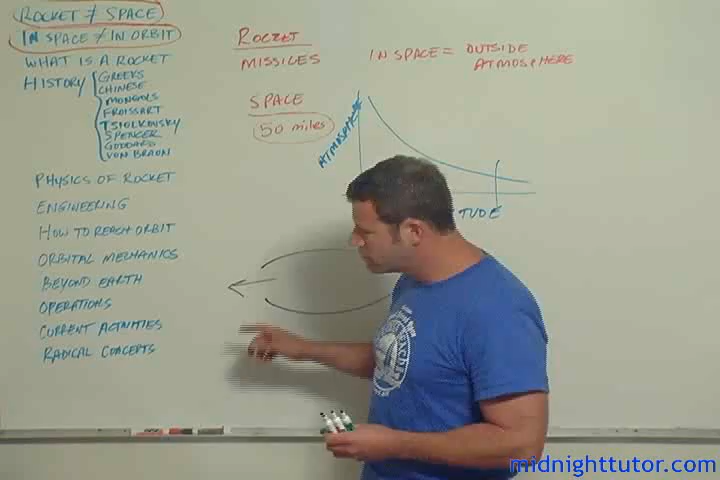 ROCKET ≠ SPACE
IN SPACE ≠ IN ORBIT
WHAT IS A ROCKET
HISTORY
GREEKS
CHINESE
MONGOLS
FROISSART
TSIOLKOVSKY
SPENCER
GODDARD
VON BRAUN
PHYSICS OF ROCKET
ENGINEERING
HOW TO REACH ORBIT
ORBITAL MECHANICS
BEYOND EARTH
OPERATIONS
CURRENT ACTIVITIES
RADICAL CONCEPTS
ROCKET
MISSILES
SPACE
50 miles
IN SPACE = OUTSIDE
ATMOSPHERE
TUDE
midnighttutor.com